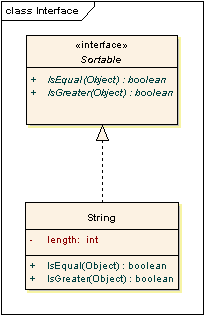 class Interface
«interface»
Sortable
+ IsEqual(Object) : boolean
+ IsGreater(Object) : boolean
String
- length: int
+ IsEqual(Object) : boolean
+ IsGreater(Object) : boolean